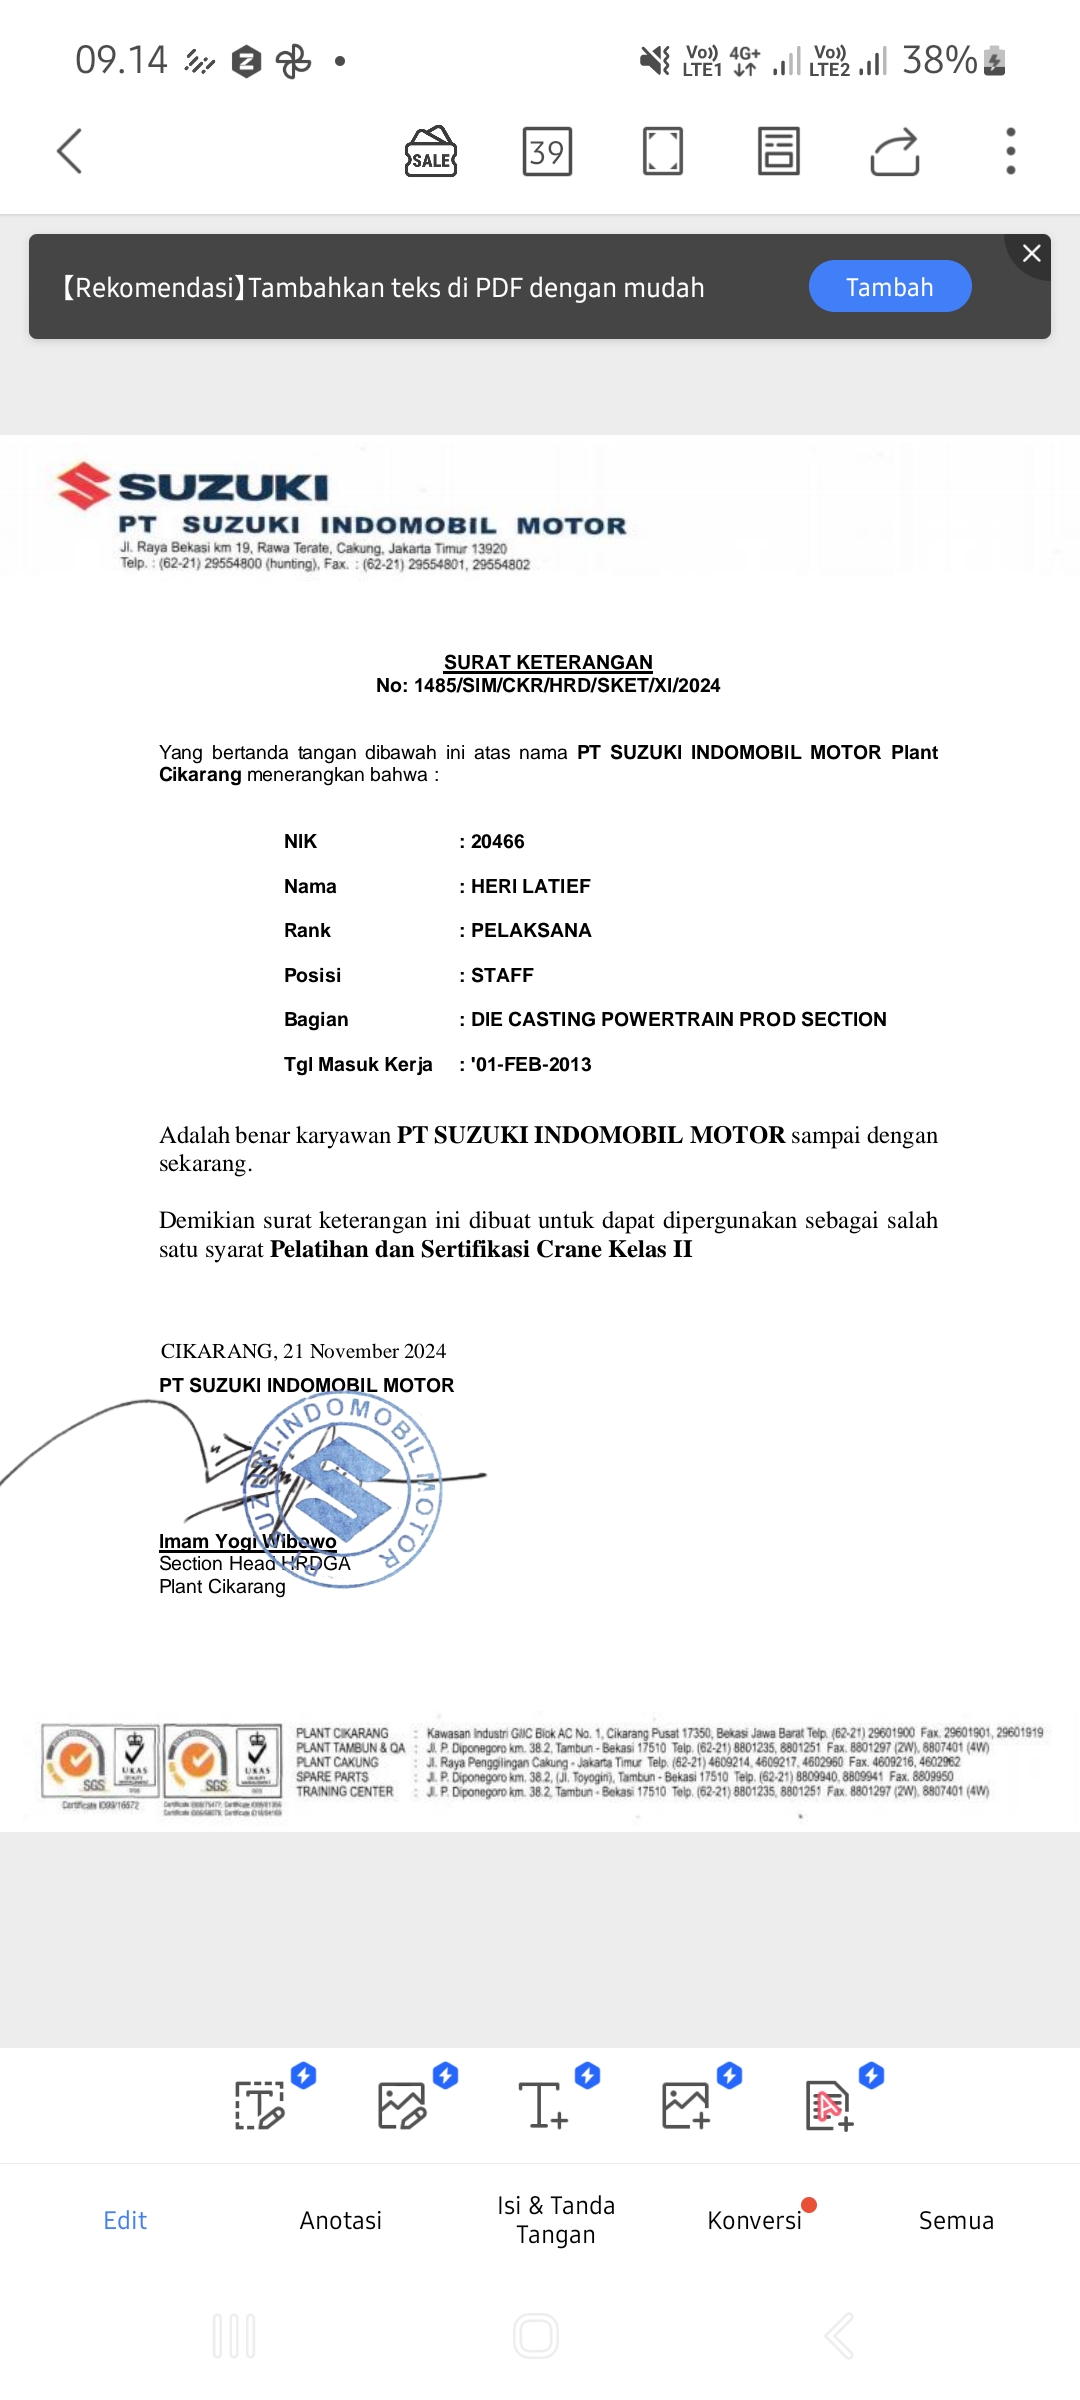 09.14
Vo)) LTE1 4G+ Vo)) LTE2 38%
SALE 39
【Rekomendasi】Tambahkan teks di PDF dengan mudah
Tambah
SUZUKI
PT SUZUKI INDOMOBIL MOTOR
Jl. Raya Bekasi km 19, Rawa Terate, Cakung, Jakarta Timur 13920
Telp. : (62-21) 29554800 (hunting), Fax. : (62-21) 29554801, 29554802
SURAT KETERANGAN
No: 1485/SIM/CKR/HRD/SKET/XI/2024
Yang bertanda tangan dibawah ini atas nama PT SUZUKI INDOMOBIL MOTOR Plant
Cikarang menerangkan bahwa :
NIK : 20466
Nama : HERI LATIEF
Rank : PELAKSANA
Posisi : STAFF
Bagian : DIE CASTING POWERTRAIN PROD SECTION
Tgl Masuk Kerja : '01-FEB-2013
Adalah benar karyawan PT SUZUKI INDOMOBIL MOTOR sampai dengan
sekarang.
Demikian surat keterangan ini dibuat untuk dapat dipergunakan sebagai salah
satu syarat Pelatihan dan Sertifikasi Crane Kelas II
CIKARANG, 21 November 2024
PT SUZUKI INDOMOBIL MOTOR
PT SUZUKI INDOMOBIL MOTOR
Imam Yogi Wibowo
Section Head HRDGA
Plant Cikarang
SGS UKAS SGS UKAS
Certificate ID99/16572
PLANT CIKARANG : Kawasan Industri GIIC Blok AC No. 1, Cikarang Pusat 17350, Bekasi Jawa Barat Telp. (62-21) 29601900 Fax. 29601901, 29601919
PLANT TAMBUN & QA : Jl. P. Diponegoro km. 38.2, Tambun - Bekasi 17510 Telp. (62-21) 8801235, 8801251 Fax. 8801297 (2W), 8807401 (4W)
PLANT CAKUNG : Jl. Raya Penggilingan Cakung - Jakarta Timur Telp. (62-21) 4609214, 4609217, 4602960 Fax. 4609216, 4602962
SPARE PARTS : Jl. P. Diponegoro km. 38.2, (Jl. Toyogiri), Tambun - Bekasi 17510 Telp. (62-21) 8809940, 8809941 Fax. 8809950
TRAINING CENTER : Jl. P. Diponegoro km. 38.2, Tambun - Bekasi 17510 Telp. (62-21) 8801235, 8801251 Fax. 8801297 (2W), 8807401 (4W)
Edit
Anotasi
Isi & Tanda
Tangan
Konversi
Semua